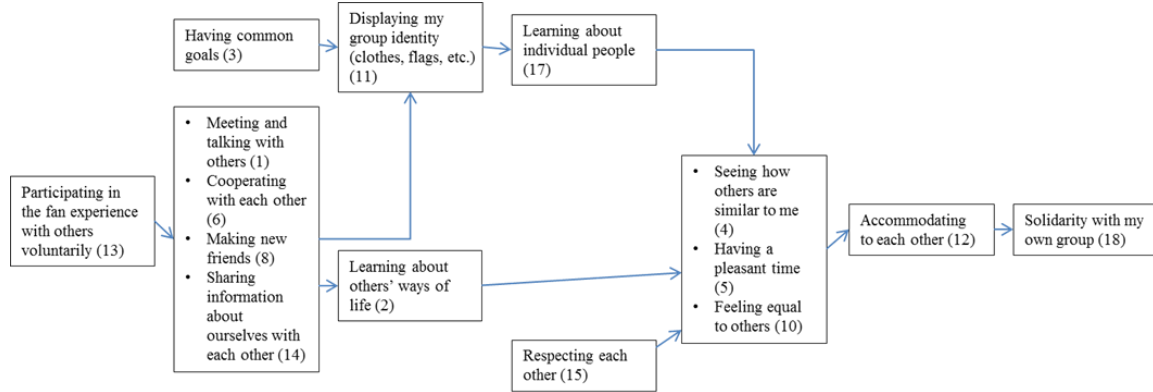 Having common
goals (3)
Displaying my
group identity
(clothes, flags, etc.)
(11)
Learning about
individual people
(17)
Participating in
the fan experience
with others
voluntarily (13)
• Meeting and
talking with
others (1)
• Cooperating
with each other
(6)
• Making new
friends (8)
• Sharing
information
about
ourselves with
each other (14)
Learning about
others’ ways of
life (2)
Respecting each
other (15)
• Seeing how
others are
similar to me
(4)
• Having a
pleasant time
(5)
• Feeling equal
to others (10)
Accommodating
to each other (12)
Solidarity with my
own group (18)